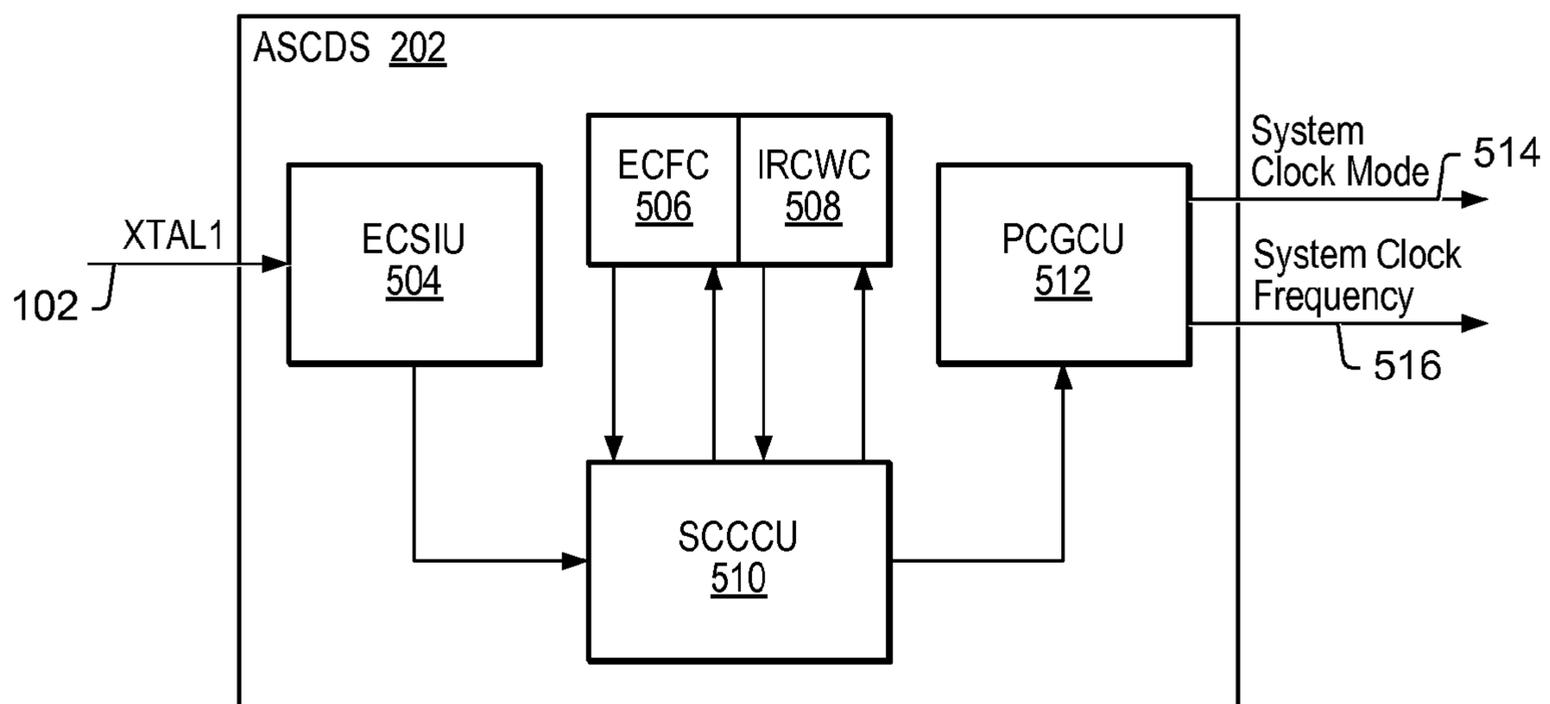 ASCDS 202
XTAL1
102
ECSIU
504
ECFC
506
IRCWC
508
SCCCU
510
PCGCU
512
System
Clock Mode
514
System Clock
Frequency
516